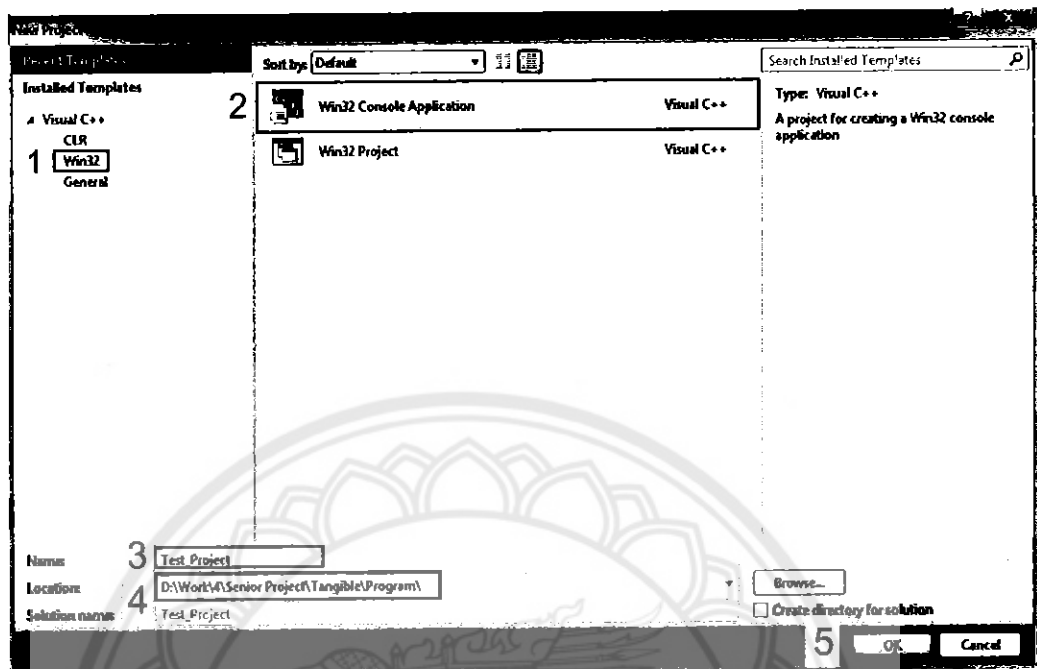 New Project
? X
Recent Templates
Sort by: Default
Search Installed Templates
Installed Templates
Visual C++
CLR
1 Win32
General
2 Win32 Console Application Visual C++
Win32 Project Visual C++
Type: Visual C++
A project for creating a Win32 console
application
Name: 3 Test_Project
Location: 4 D:\Work\4\Senior Project\Tangible\Program\
Browse...
Solution name: Test_Project
Create directory for solution
5 OK Cancel